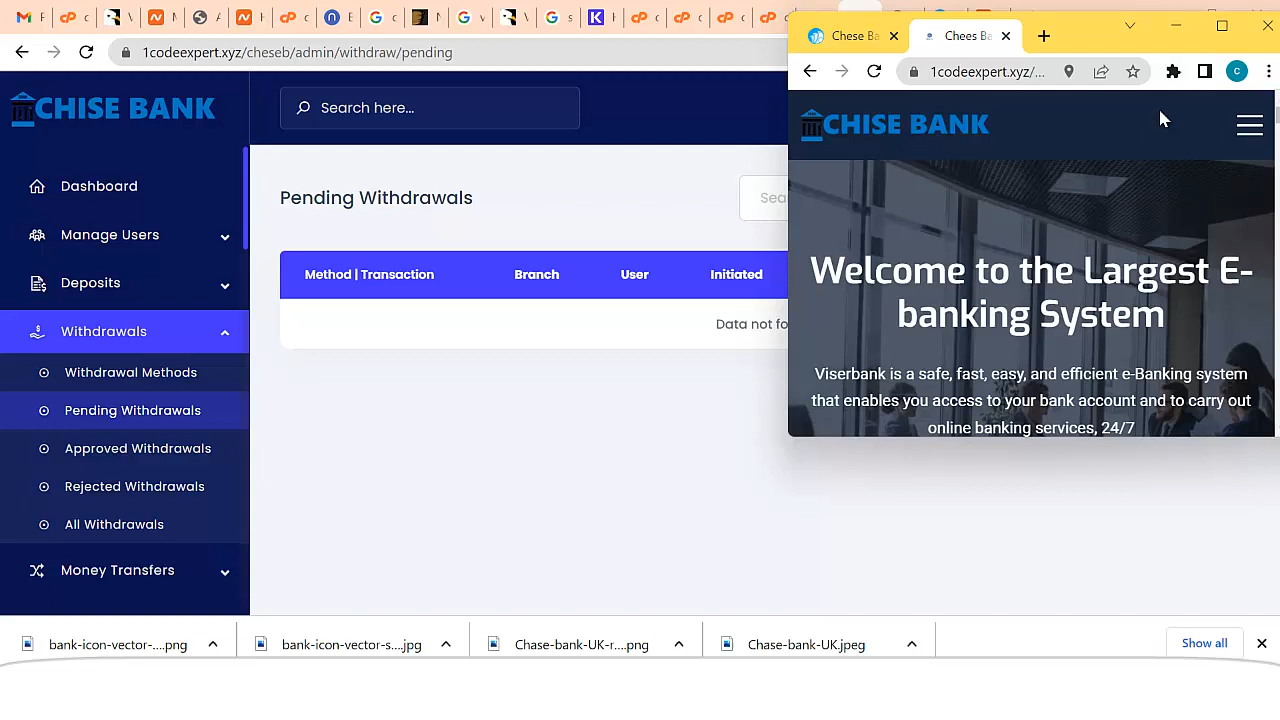 1codeexpert.xyz/cheseb/admin/withdraw/pending
CHISE BANK
Search here...
Dashboard
Manage Users
Deposits
Withdrawals
Withdrawal Methods
Pending Withdrawals
Approved Withdrawals
Rejected Withdrawals
All Withdrawals
Money Transfers
Pending Withdrawals
Sea
Method | Transaction Branch User Initiated
Data not fo
Chese Ba
Chees Ba
1codeexpert.xyz/...
CHISE BANK
Welcome to the Largest E-
banking System
Viserbank is a safe, fast, easy, and efficient e-Banking system
that enables you access to your bank account and to carry out
online banking services, 24/7
bank-icon-vector-....png
bank-icon-vector-s....jpg
Chase-bank-UK-r....png
Chase-bank-UK.jpeg
Show all